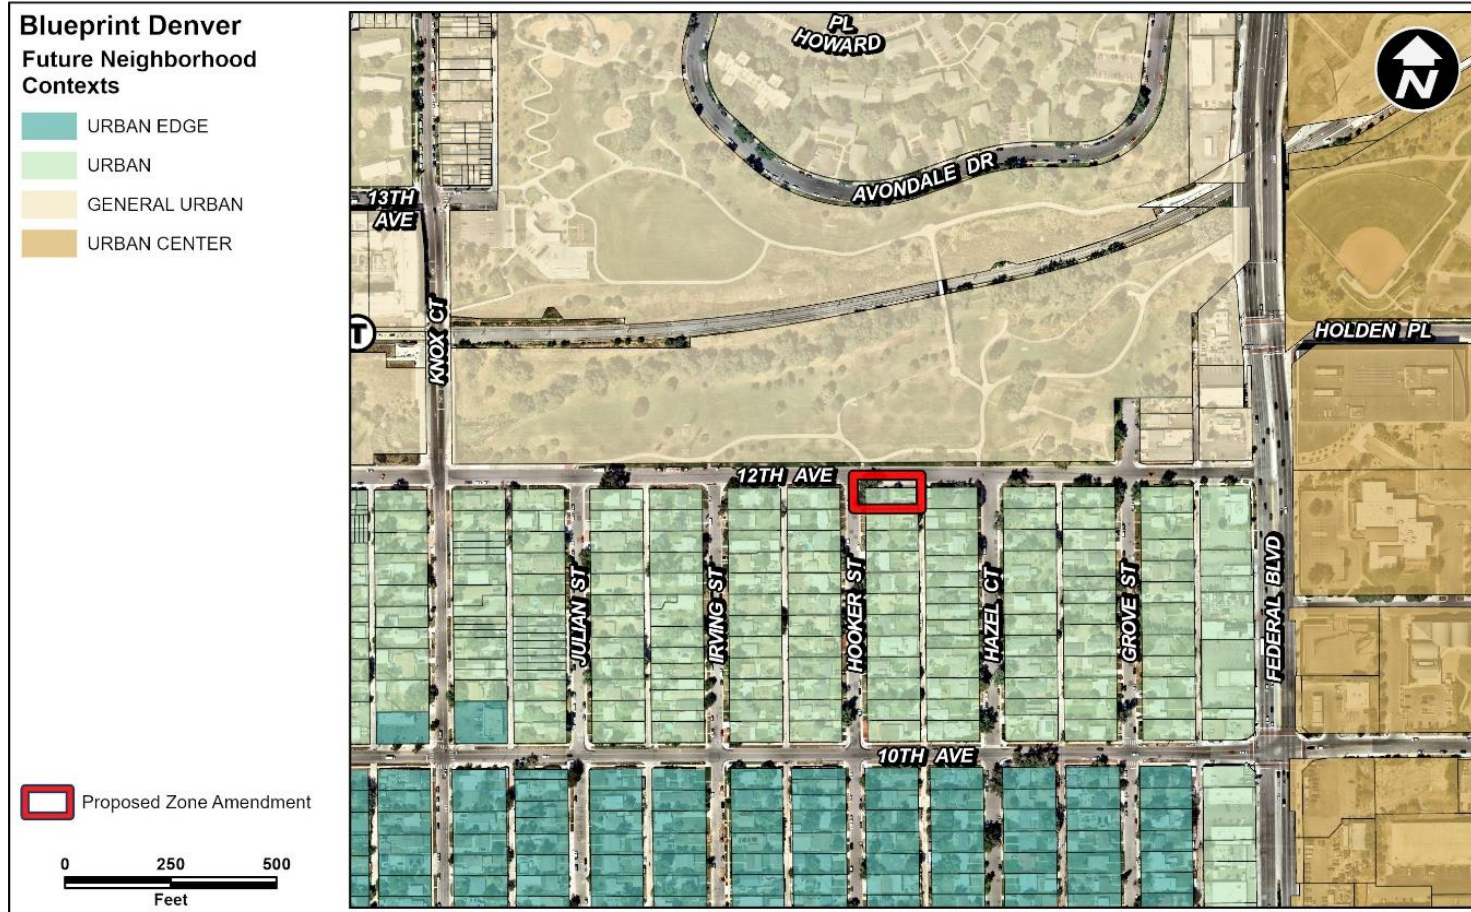 Blueprint Denver
Future Neighborhood
Contexts
URBAN EDGE
URBAN
GENERAL URBAN
URBAN CENTER
Proposed Zone Amendment
0 250 500
Feet
PL
HOWARD
N
AVONDALE DR
13TH
AVE
KNOX CT
T
HOLDEN PL
12TH AVE
JULIAN ST
IRVING ST
HOOKER ST
HAZEL CT
GROVE ST
FEDERAL BLVD
10TH AVE